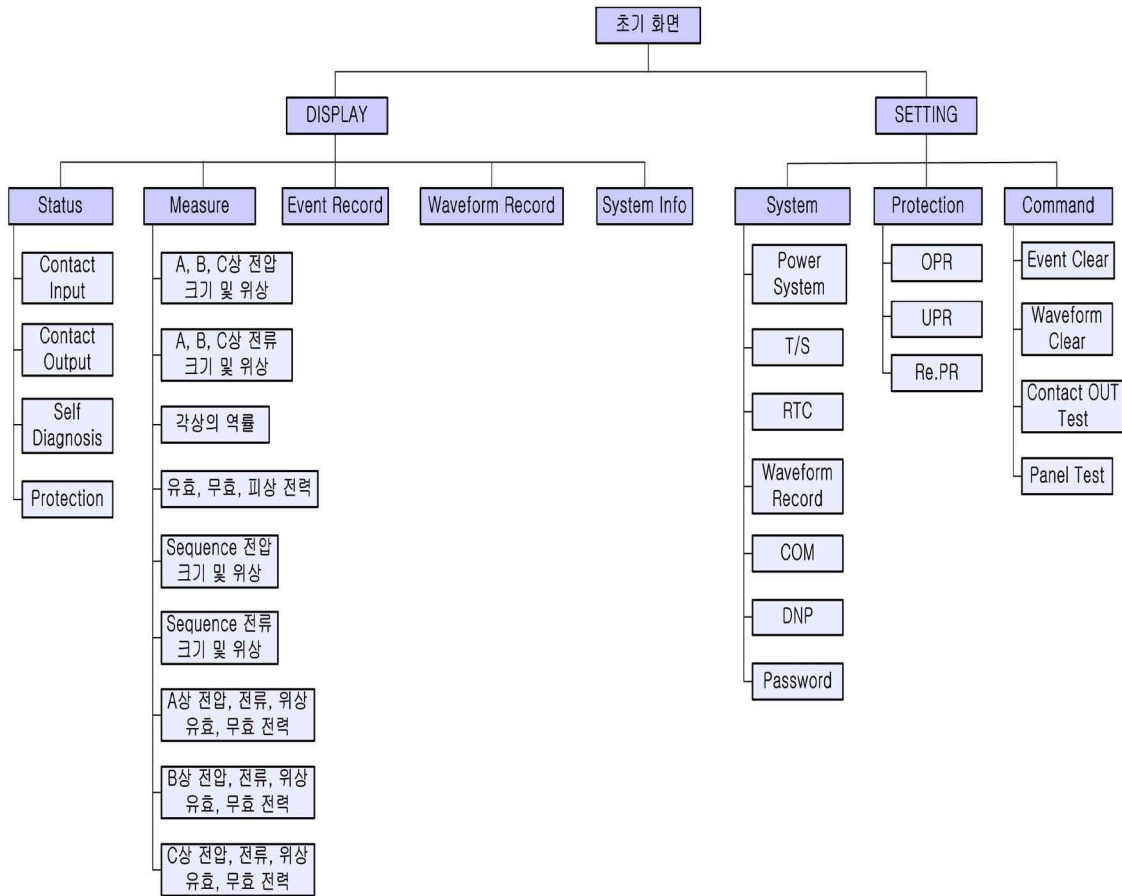 초기 화면
DISPLAY
SETTING
Status
Measure
Event Record
Waveform Record
System Info
System
Protection
Command
Contact
Input
Contact
Output
Self
Diagnosis
Protection
A, B, C상 전압
크기 및 위상
A, B, C상 전류
크기 및 위상
각상의 역률
유효, 무효, 피상 전력
Sequence 전압
크기 및 위상
Sequence 전류
크기 및 위상
A상 전압, 전류, 위상
유효, 무효 전력
B상 전압, 전류, 위상
유효, 무효 전력
C상 전압, 전류, 위상
유효, 무효 전력
Power
System
T/S
RTC
Waveform
Record
COM
DNP
Password
OPR
UPR
Re.PR
Event Clear
Waveform
Clear
Contact OUT
Test
Panel Test